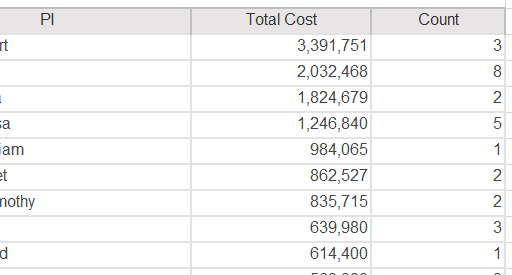 PI Total Cost Count
rt 3,391,751 3
2,032,468 8
1,824,679 2
sa 1,246,840 5
iam 984,065 1
et 862,527 2
mothy 835,715 2
639,980 3
d 614,400 1